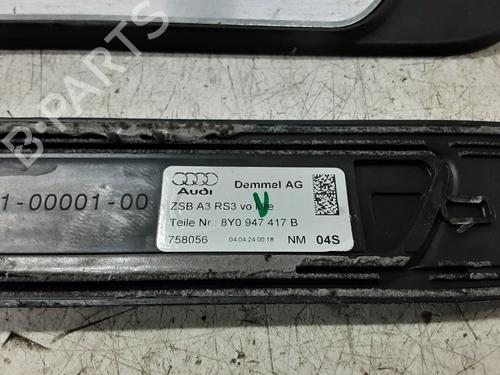 B-PARTS
1-00001-00
Audi
Demmel AG
ZSB A3 RS3 vo
Teile Nr.: 8Y0 947 417 B
758056
04.04.24 00:18
NM
04S